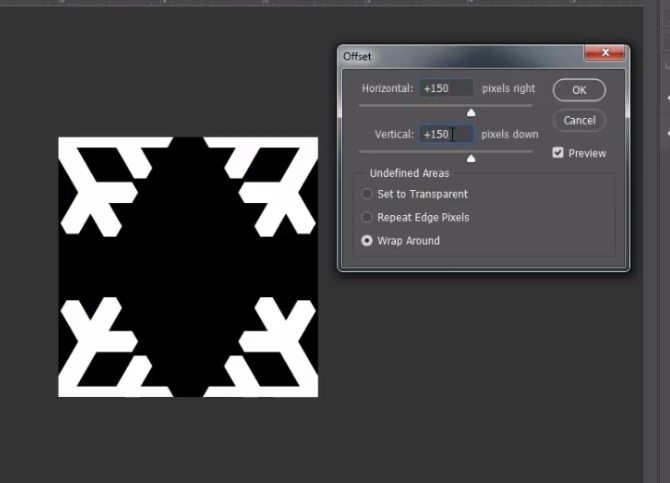 Offset
Horizontal: +150 pixels right
OK
Vertical: +150 pixels down
Cancel
Preview
Undefined Areas
Set to Transparent
Repeat Edge Pixels
Wrap Around